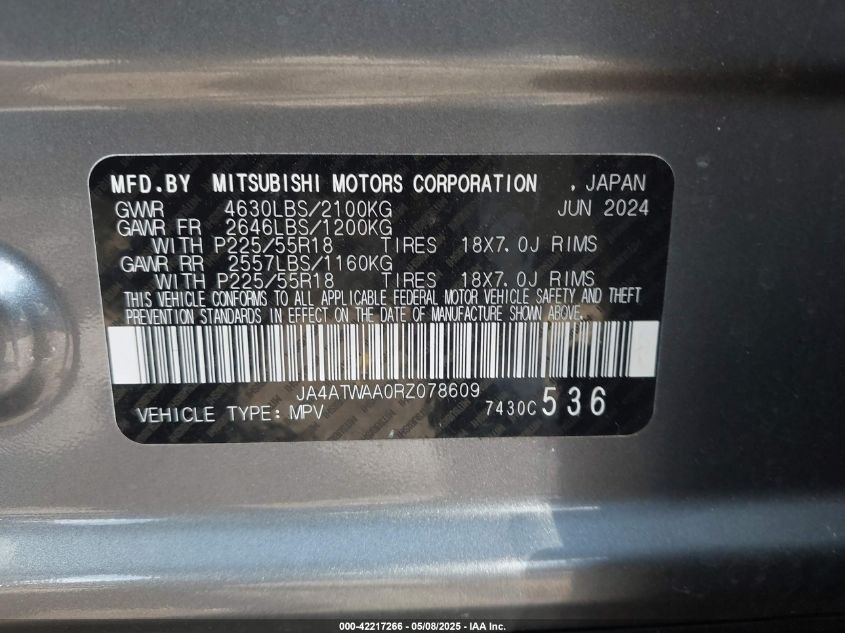 MFD.BY MITSUBISHI MOTORS CORPORATION , JAPAN
GVWR 4630LBS/2100KG JUN 2024
GAWR FR 2646LBS/1200KG
WITH P225/55R18 TIRES 18X7.0J RIMS
GAWR RR 2557LBS/1160KG
WITH P225/55R18 TIRES 18X7.0J RIMS
THIS VEHICLE CONFORMS TO ALL APPLICABLE FEDERAL MOTOR VEHICLE SAFETY AND THEFT
PREVENTION STANDARDS IN EFFECT ON THE DATE OF MANUFACTURE SHOWN ABOVE.
JA4ATWAA0RZ078609
VEHICLE TYPE: MPV 7430C 536
000-42217266 - 05/08/2025 - IAA Inc.